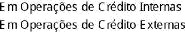 Em Operações de Crédito Internas
Em Operações de Crédito Externas